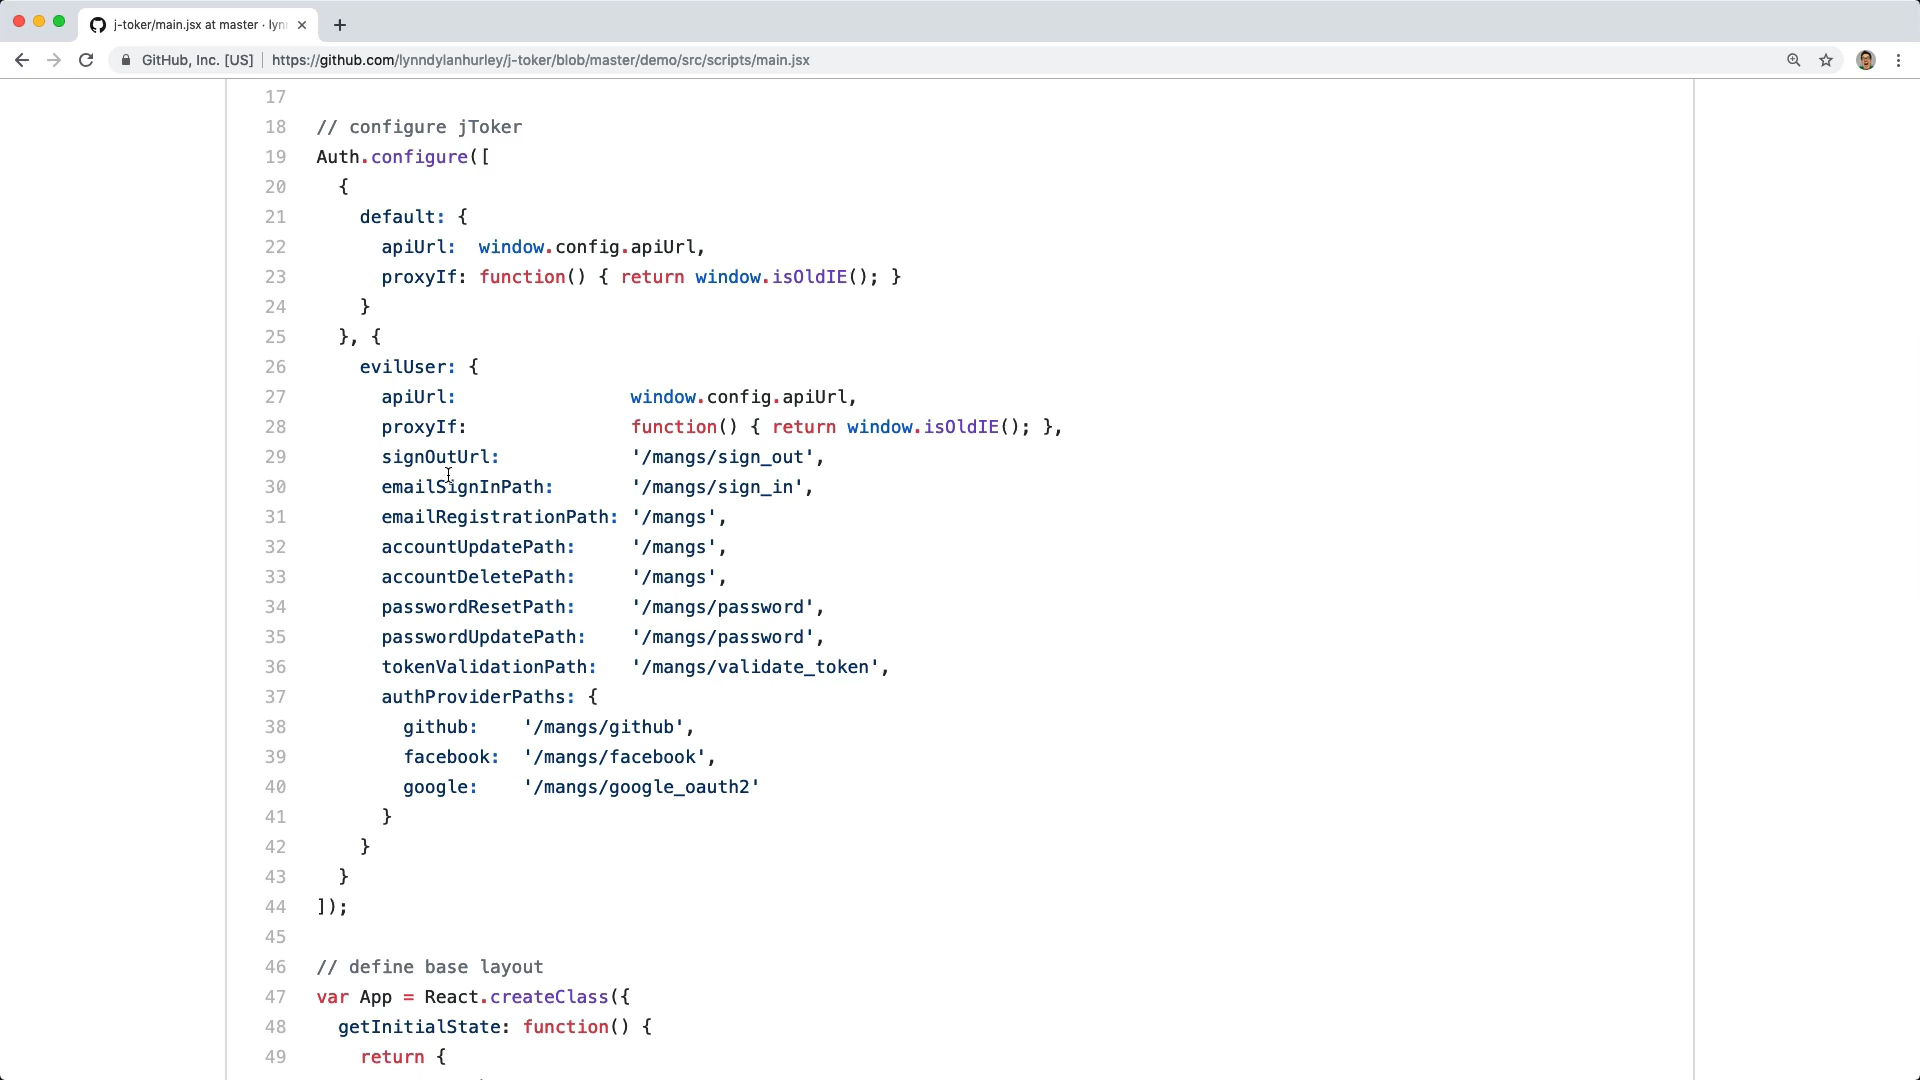 j-toker/main.jsx at master · lynn
GitHub, Inc. [US] | https://github.com/lynndylanhurley/j-toker/blob/master/demo/src/scripts/main.jsx
17
18 // configure jToker
19 Auth.configure([
20   {
21     default: {
22       apiUrl:  window.config.apiUrl,
23       proxyIf: function() { return window.isOldIE(); }
24     }
25   }, {
26     evilUser: {
27       apiUrl:                window.config.apiUrl,
28       proxyIf:               function() { return window.isOldIE(); },
29       signOutUrl:            '/mangs/sign_out',
30       emailSignInPath:       '/mangs/sign_in',
31       emailRegistrationPath: '/mangs',
32       accountUpdatePath:     '/mangs',
33       accountDeletePath:     '/mangs',
34       passwordResetPath:     '/mangs/password',
35       passwordUpdatePath:    '/mangs/password',
36       tokenValidationPath:   '/mangs/validate_token',
37       authProviderPaths: {
38         github:    '/mangs/github',
39         facebook:  '/mangs/facebook',
40         google:    '/mangs/google_oauth2'
41       }
42     }
43   }
44 ]);
45
46 // define base layout
47 var App = React.createClass({
48   getInitialState: function() {
49     return {